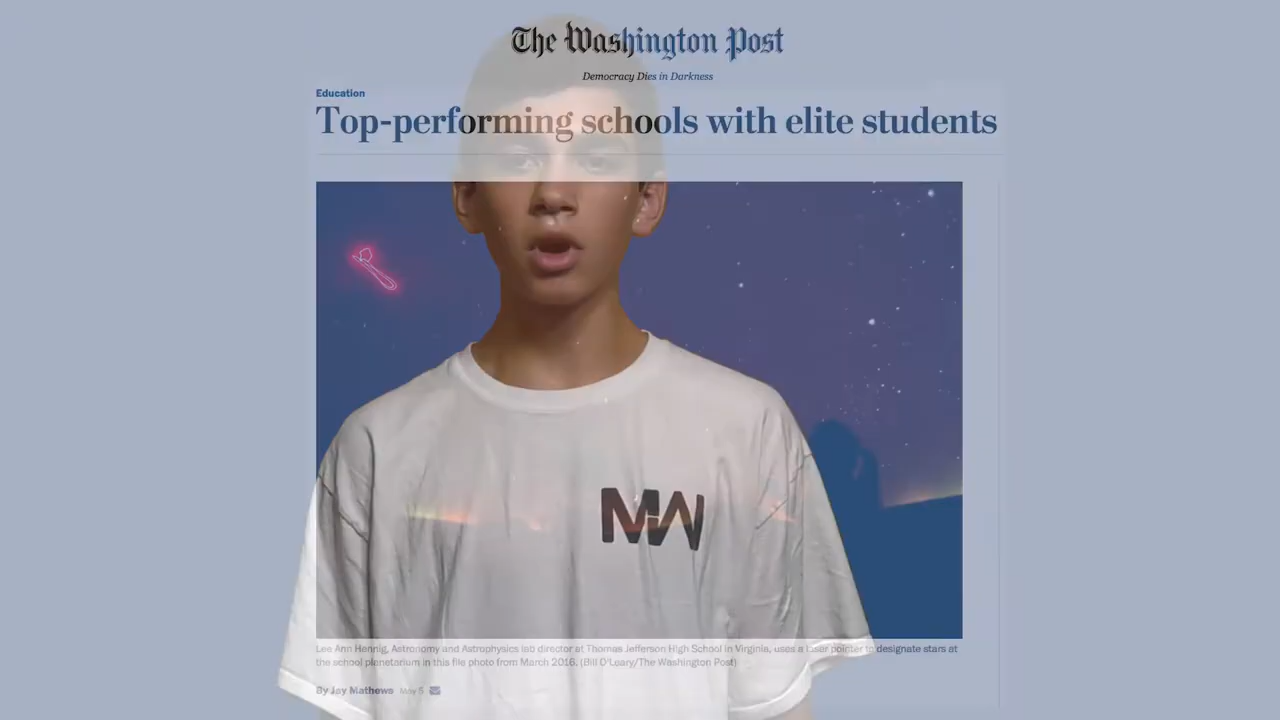 The Washington Post
Democracy Dies in Darkness
Education
Top-performing schools with elite students
MW
Lee Ann Hennig, Astronomy and Astrophysics lab director at Thomas Jefferson High School in Virginia, uses a laser pointer to designate stars at
the school planetarium in this file photo from March 2016. (Bill O'Leary/The Washington Post)
By Jay Mathews May 5